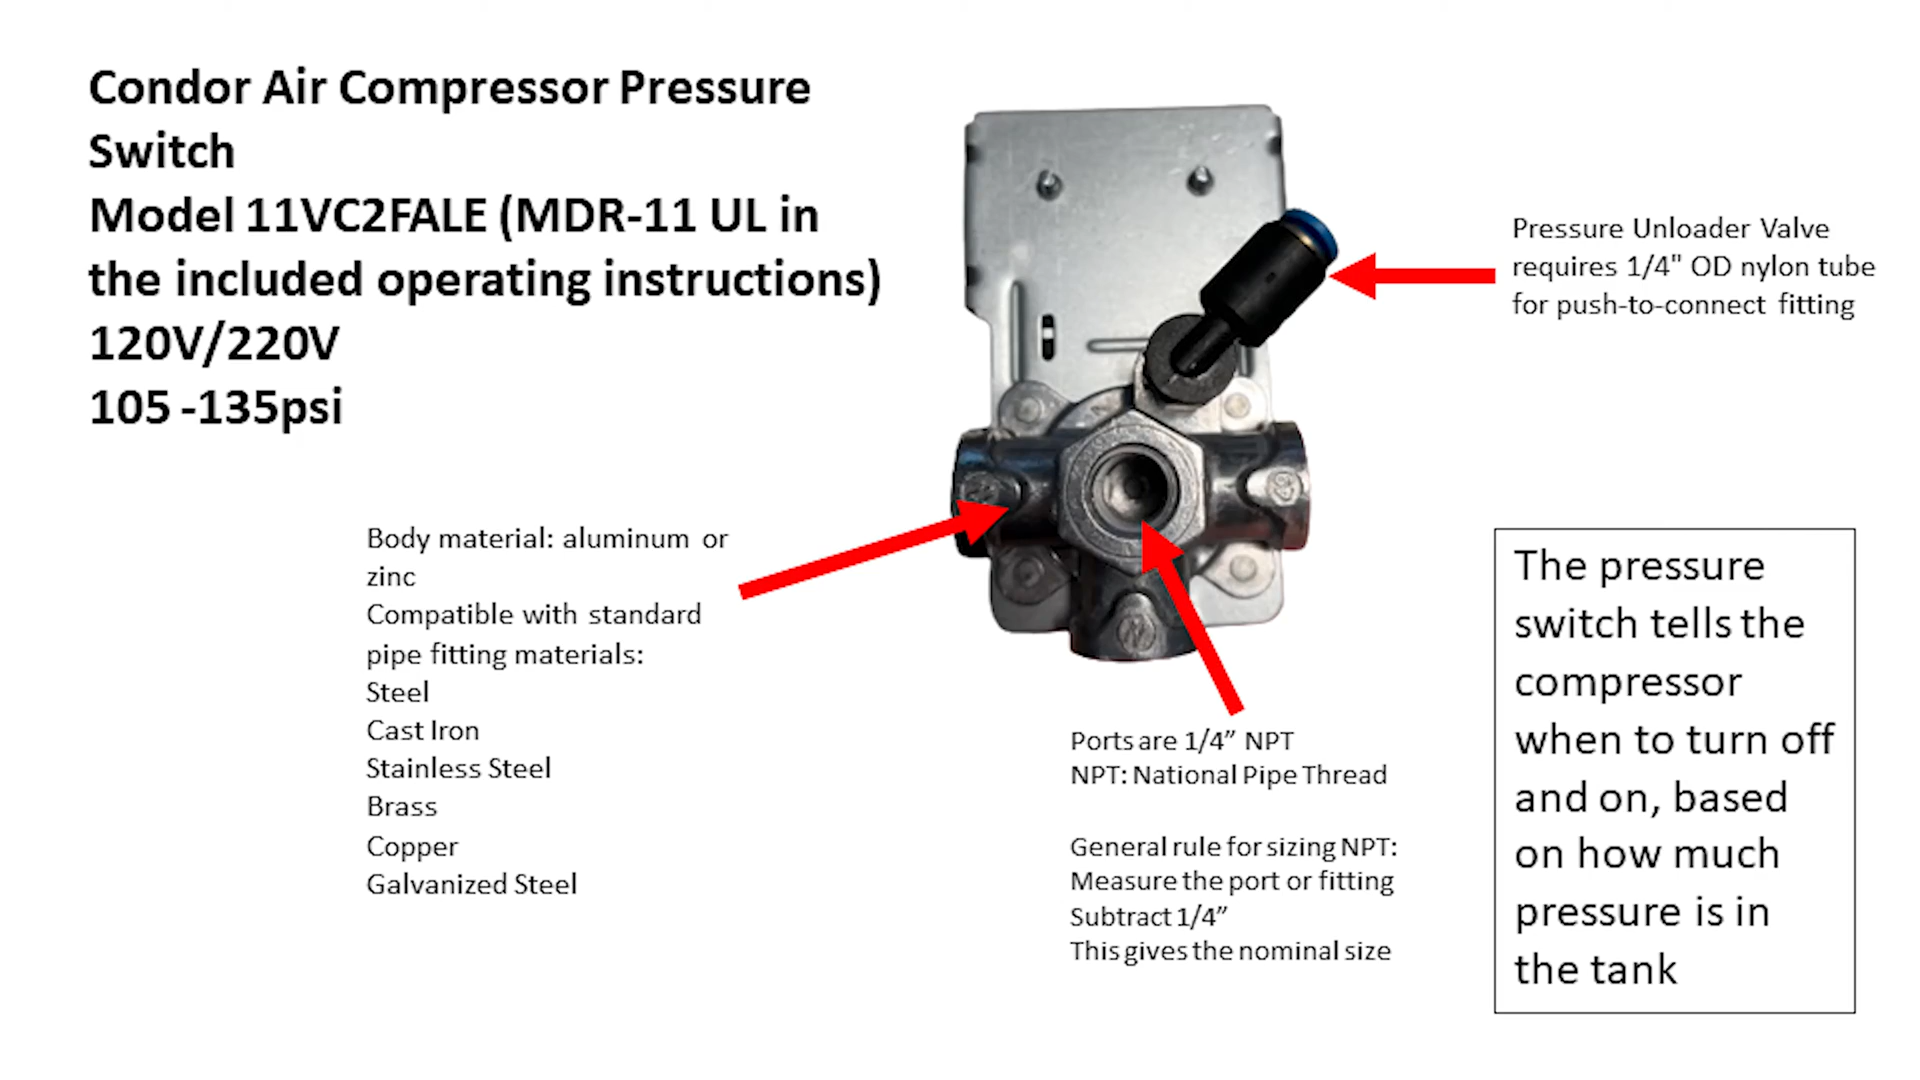 Condor Air Compressor Pressure
Switch
Model 11VC2FALE (MDR-11 UL in
the included operating instructions)
120V/220V
105 -135psi
Pressure Unloader Valve
requires 1/4" OD nylon tube
for push-to-connect fitting
Body material: aluminum or
zinc
Compatible with standard
pipe fitting materials:
Steel
Cast Iron
Stainless Steel
Brass
Copper
Galvanized Steel
Ports are 1/4” NPT
NPT: National Pipe Thread
General rule for sizing NPT:
Measure the port or fitting
Subtract 1/4”
This gives the nominal size
The pressure
switch tells the
compressor
when to turn off
and on, based
on how much
pressure is in
the tank